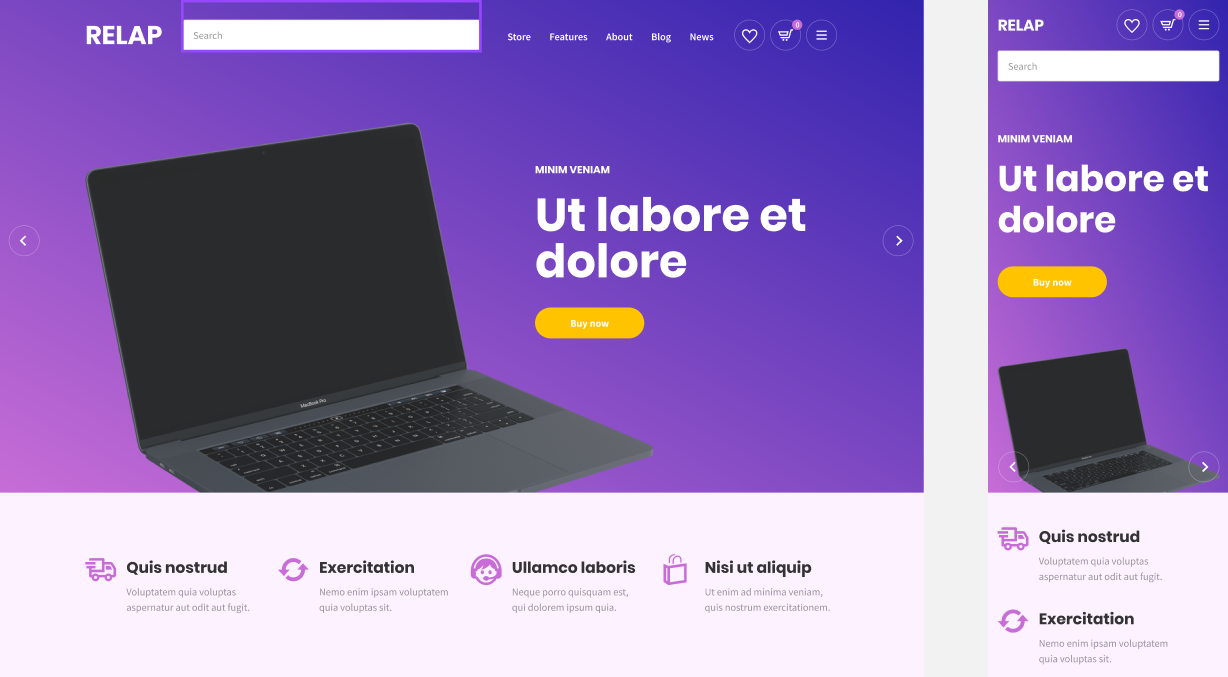 RELAP
Search
Store Features About Blog News
0
MINIM VENIAM
Ut labore et
dolore
Buy now
MacBook Pro
Quis nostrud
Voluptatem quia voluptas
aspernatur aut odit aut fugit.
Exercitation
Nemo enim ipsam voluptatem
quia voluptas sit.
Ullamco laboris
Neque porro quisquam est,
qui dolorem ipsum quia.
Nisi ut aliquip
Ut enim ad minima veniam,
quis nostrum exercitationem.
RELAP
0
Search
MINIM VENIAM
Ut labore et
dolore
Buy now
Quis nostrud
Voluptatem quia voluptas
aspernatur aut odit aut fugit.
Exercitation
Nemo enim ipsam voluptatem
quia voluptas sit.